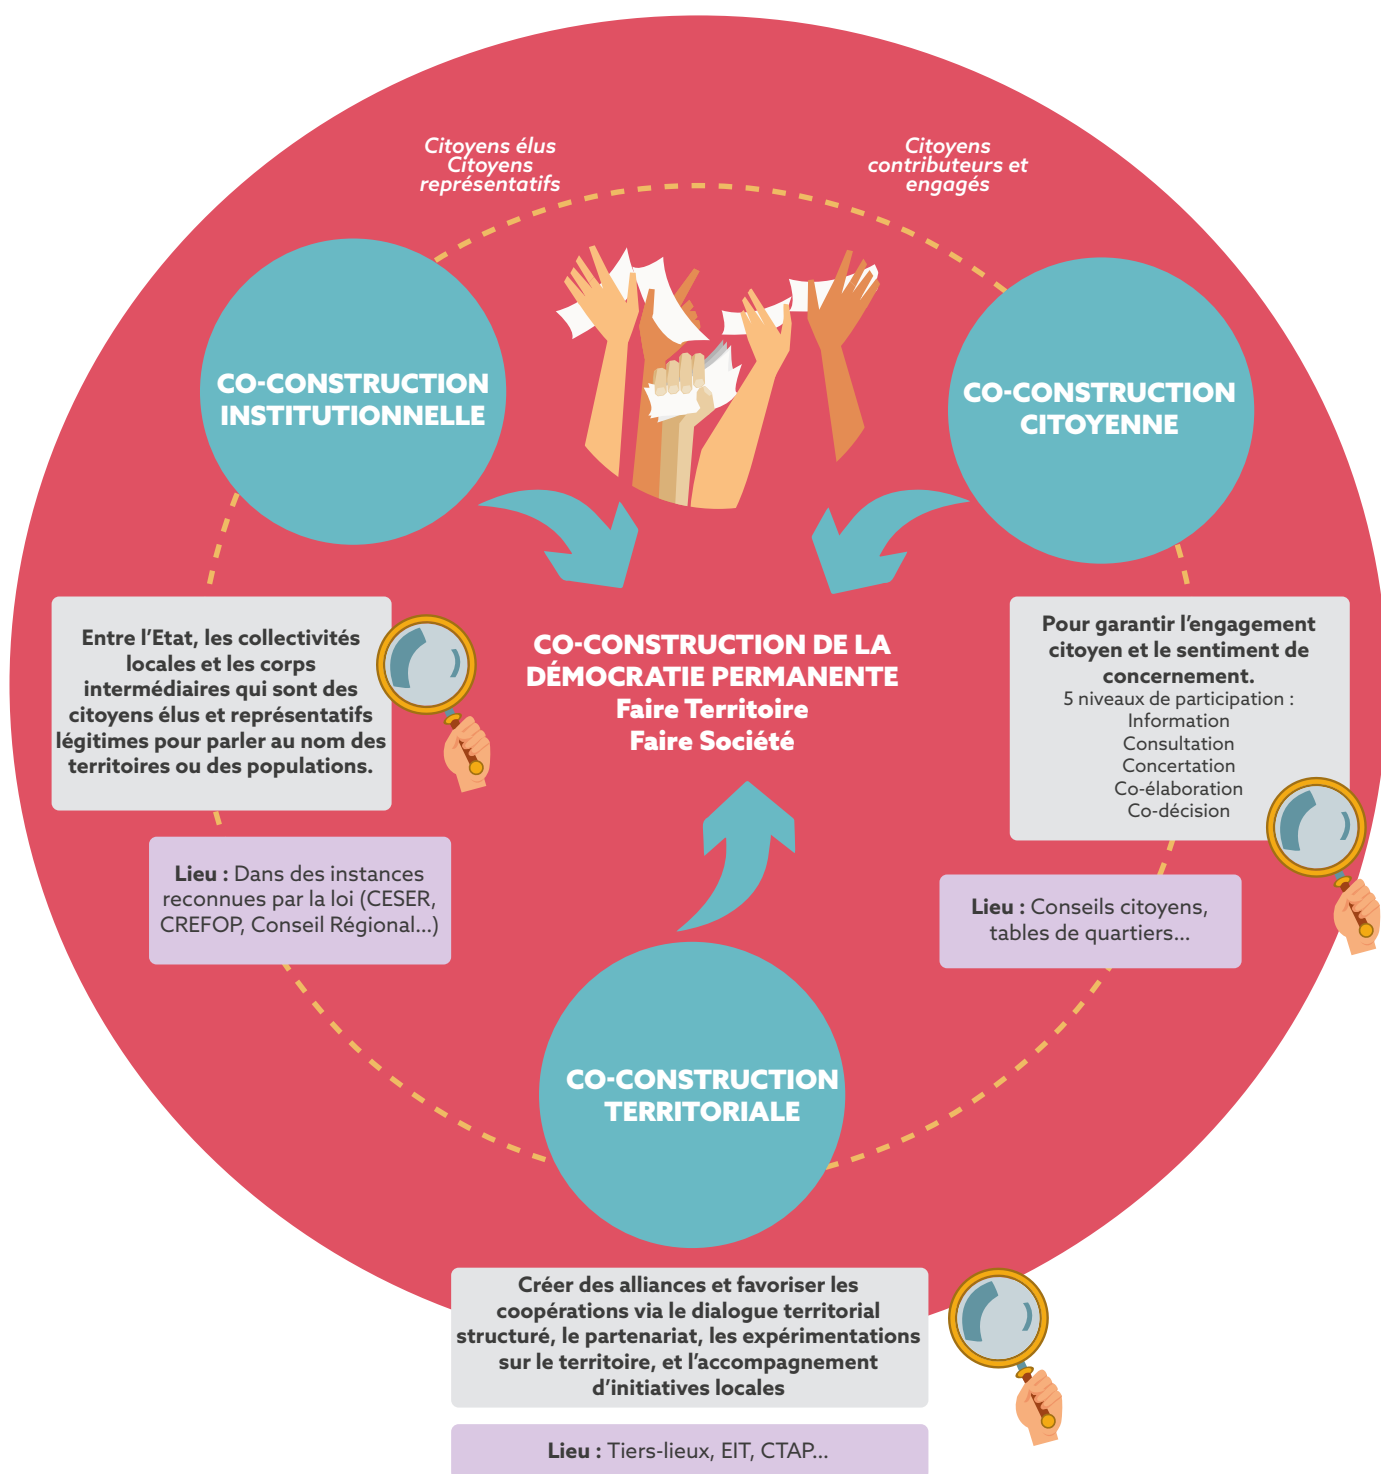 Citoyens élus
Citoyens
représentatifs
Citoyens
contributeurs et
engagés
CO-CONSTRUCTION
INSTITUTIONNELLE
CO-CONSTRUCTION
CITOYENNE
CO-CONSTRUCTION DE LA
DÉMOCRATIE PERMANENTE
Faire Territoire
Faire Société
Entre l’Etat, les collectivités
locales et les corps
intermédiaires qui sont des
citoyens élus et représentatifs
légitimes pour parler au nom des
territoires ou des populations.
Lieu : Dans des instances
reconnues par la loi (CESER,
CREFOP, Conseil Régional...)
Pour garantir l’engagement
citoyen et le sentiment de
concernement.
5 niveaux de participation :
Information
Consultation
Concertation
Co-élaboration
Co-décision
Lieu : Conseils citoyens,
tables de quartiers...
CO-CONSTRUCTION
TERRITORIALE
Créer des alliances et favoriser les
coopérations via le dialogue territorial
structuré, le partenariat, les expérimentations
sur le territoire, et l’accompagnement
d’initiatives locales
Lieu : Tiers-lieux, EIT, CTAP...